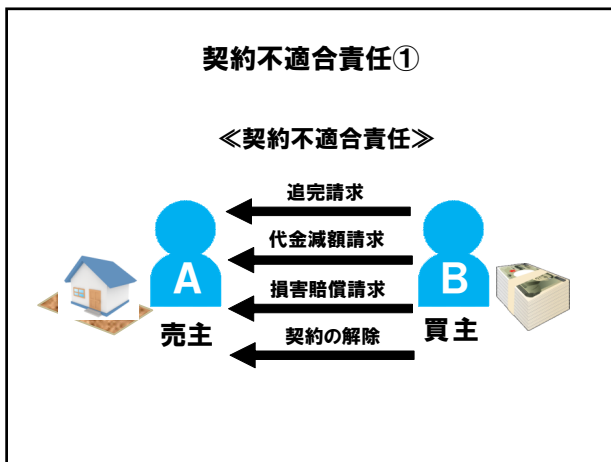 契約不適合責任①
≪契約不適合責任≫
追完請求
代金減額請求
A
B
損害賠償請求
売主
契約の解除
買主